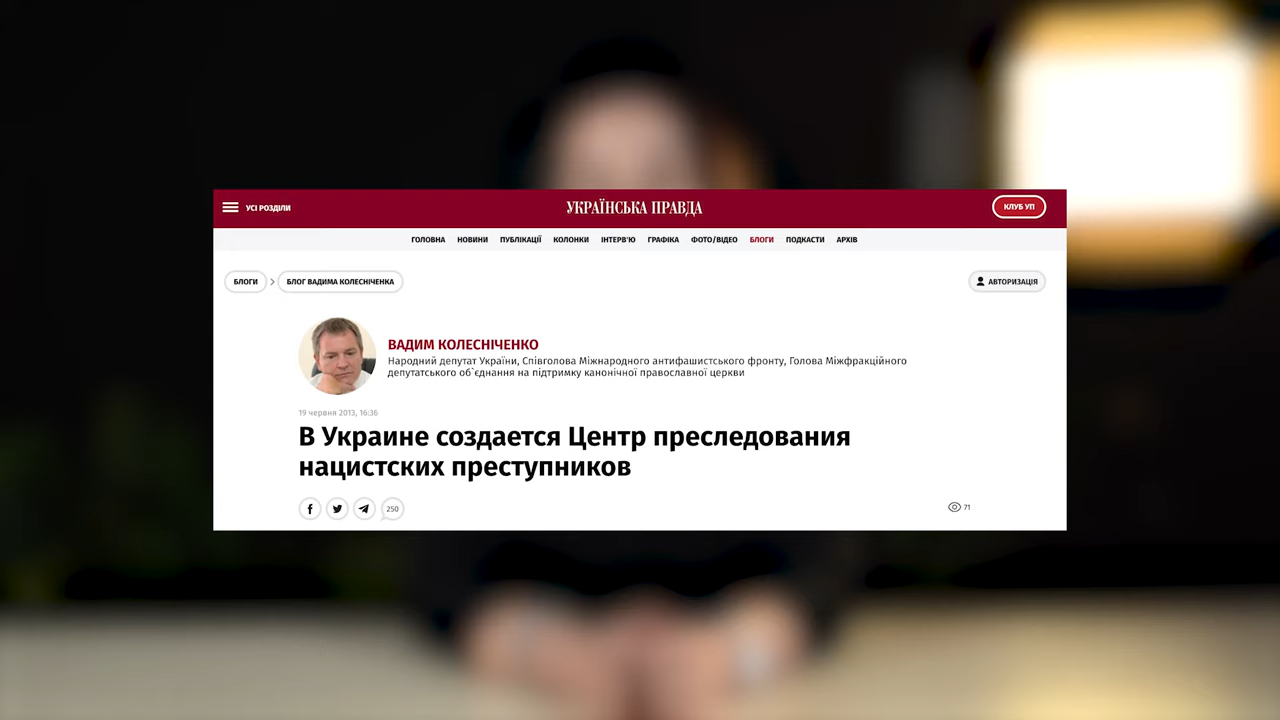 УСІ РОЗДІЛИ
УКРАЇНСЬКА ПРАВДА
КЛУБ УП
ГОЛОВНА НОВИНИ ПУБЛІКАЦІЇ КОЛОНКИ ІНТЕРВ'Ю ГРАФІКА ФОТО/ВІДЕО БЛОГИ ПОДКАСТИ АРХІВ
БЛОГИ БЛОГ ВАДИМА КОЛЕСНІЧЕНКА
АВТОРИЗАЦІЯ
ВАДИМ КОЛЕСНІЧЕНКО
Народний депутат України, Співголова Міжнародного антифашистського фронту, Голова Міжфракційного
депутатського об`єднання на підтримку канонічної православної церкви
19 червня 2013, 16:36
В Украине создается Центр преследования
нацистских преступников
250
71